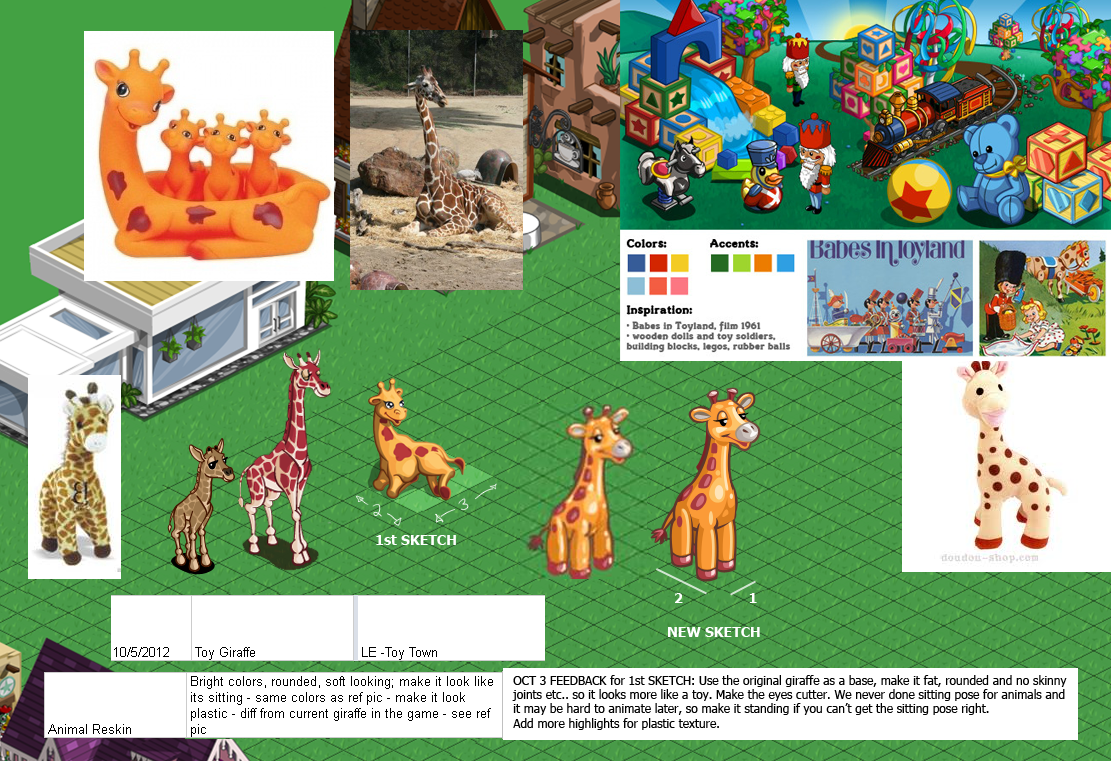 Colors:
Accents:
Inspiration:
• Babes in Toyland, film 1961
• wooden dolls and toy soldiers,
building blocks, legos, rubber balls
Babes In Toyland
2
3
1st SKETCH
2
1
NEW SKETCH
doudou-shop.com
10/5/2012
Toy Giraffe
LE -Toy Town
Animal Reskin
Bright colors, rounded, soft looking; make it look like
its sitting - same colors as ref pic - make it look
plastic - diff from current giraffe in the game - see ref
pic
OCT 3 FEEDBACK for 1st SKETCH: Use the original giraffe as a base, make it fat, rounded and no skinny
joints etc.. so it looks more like a toy. Make the eyes cutter. We never done sitting pose for animals and
it may be hard to animate later, so make it standing if you can't get the sitting pose right.
Add more highlights for plastic texture.